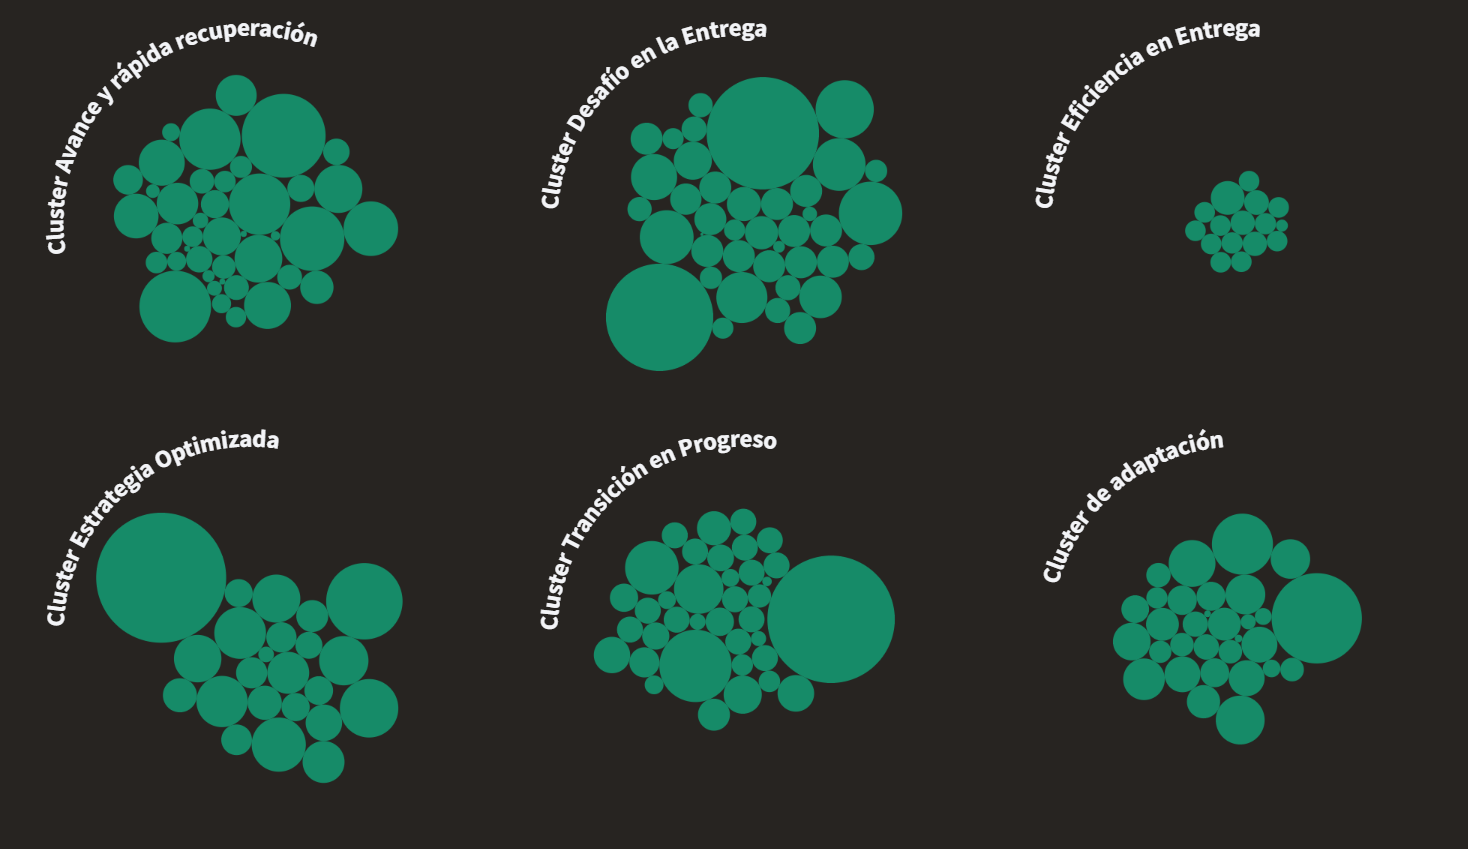 Cluster Avance y rápida recuperación
Cluster Desafío en la Entrega
Cluster Eficiencia en Entrega
Cluster Estrategia Optimizada
Cluster Transición en Progreso
Cluster de adaptación